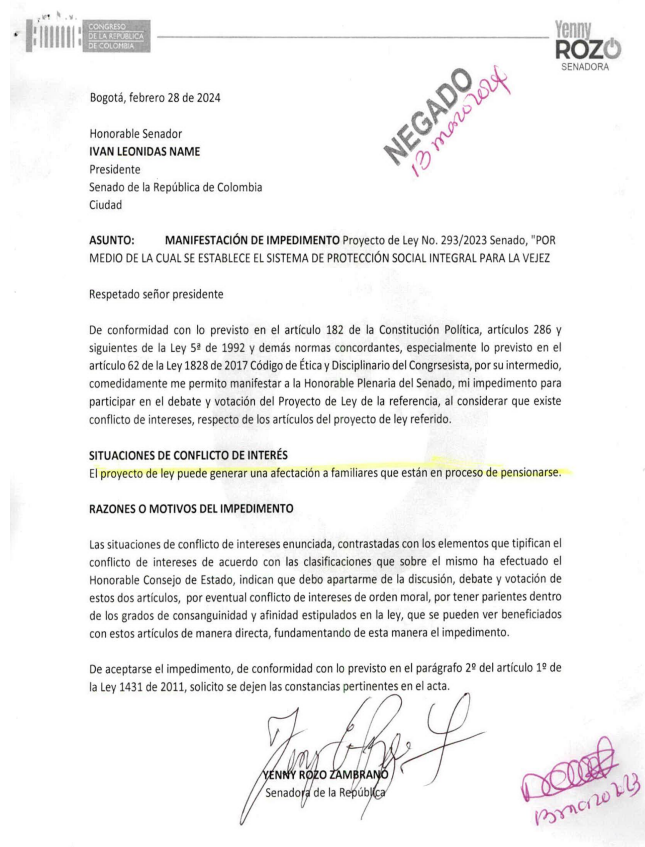 CONGRESO
DE LA REPÚBLICA
DE COLOMBIA
Yenny
ROZO
SENADORA
NEGADO
13 marzo 2024
Bogotá, febrero 28 de 2024
Honorable Senador
IVAN LEONIDAS NAME
Presidente
Senado de la República de Colombia
Ciudad
ASUNTO: MANIFESTACIÓN DE IMPEDIMENTO Proyecto de Ley No. 293/2023 Senado, "POR
MEDIO DE LA CUAL SE ESTABLECE EL SISTEMA DE PROTECCIÓN SOCIAL INTEGRAL PARA LA VEJEZ
Respetado señor presidente
De conformidad con lo previsto en el artículo 182 de la Constitución Política, artículos 286 y
siguientes de la Ley 5ª de 1992 y demás normas concordantes, especialmente lo previsto en el
artículo 62 de la Ley 1828 de 2017 Código de Ética y Disciplinario del Congrsesista, por su intermedio,
comedidamente me permito manifestar a la Honorable Plenaria del Senado, mi impedimento para
participar en el debate y votación del Proyecto de Ley de la referencia, al considerar que existe
conflicto de intereses, respecto de los artículos del proyecto de ley referido.
SITUACIONES DE CONFLICTO DE INTERÉS
El proyecto de ley puede generar una afectación a familiares que están en proceso de pensionarse.
RAZONES O MOTIVOS DEL IMPEDIMENTO
Las situaciones de conflicto de intereses enunciada, contrastadas con los elementos que tipifican el
conflicto de intereses de acuerdo con las clasificaciones que sobre el mismo ha efectuado el
Honorable Consejo de Estado, indican que debo apartarme de la discusión, debate y votación de
estos dos artículos, por eventual conflicto de intereses de orden moral, por tener parientes dentro
de los grados de consanguinidad y afinidad estipulados en la ley, que se pueden ver beneficiados
con estos artículos de manera directa, fundamentando de esta manera el impedimento.
De aceptarse el impedimento, de conformidad con lo previsto en el parágrafo 2º del artículo 1º de
la Ley 1431 de 2011, solicito se dejen las constancias pertinentes en el acta.
YENNY ROZO ZAMBRANO
Senadora de la República
13 marzo 23